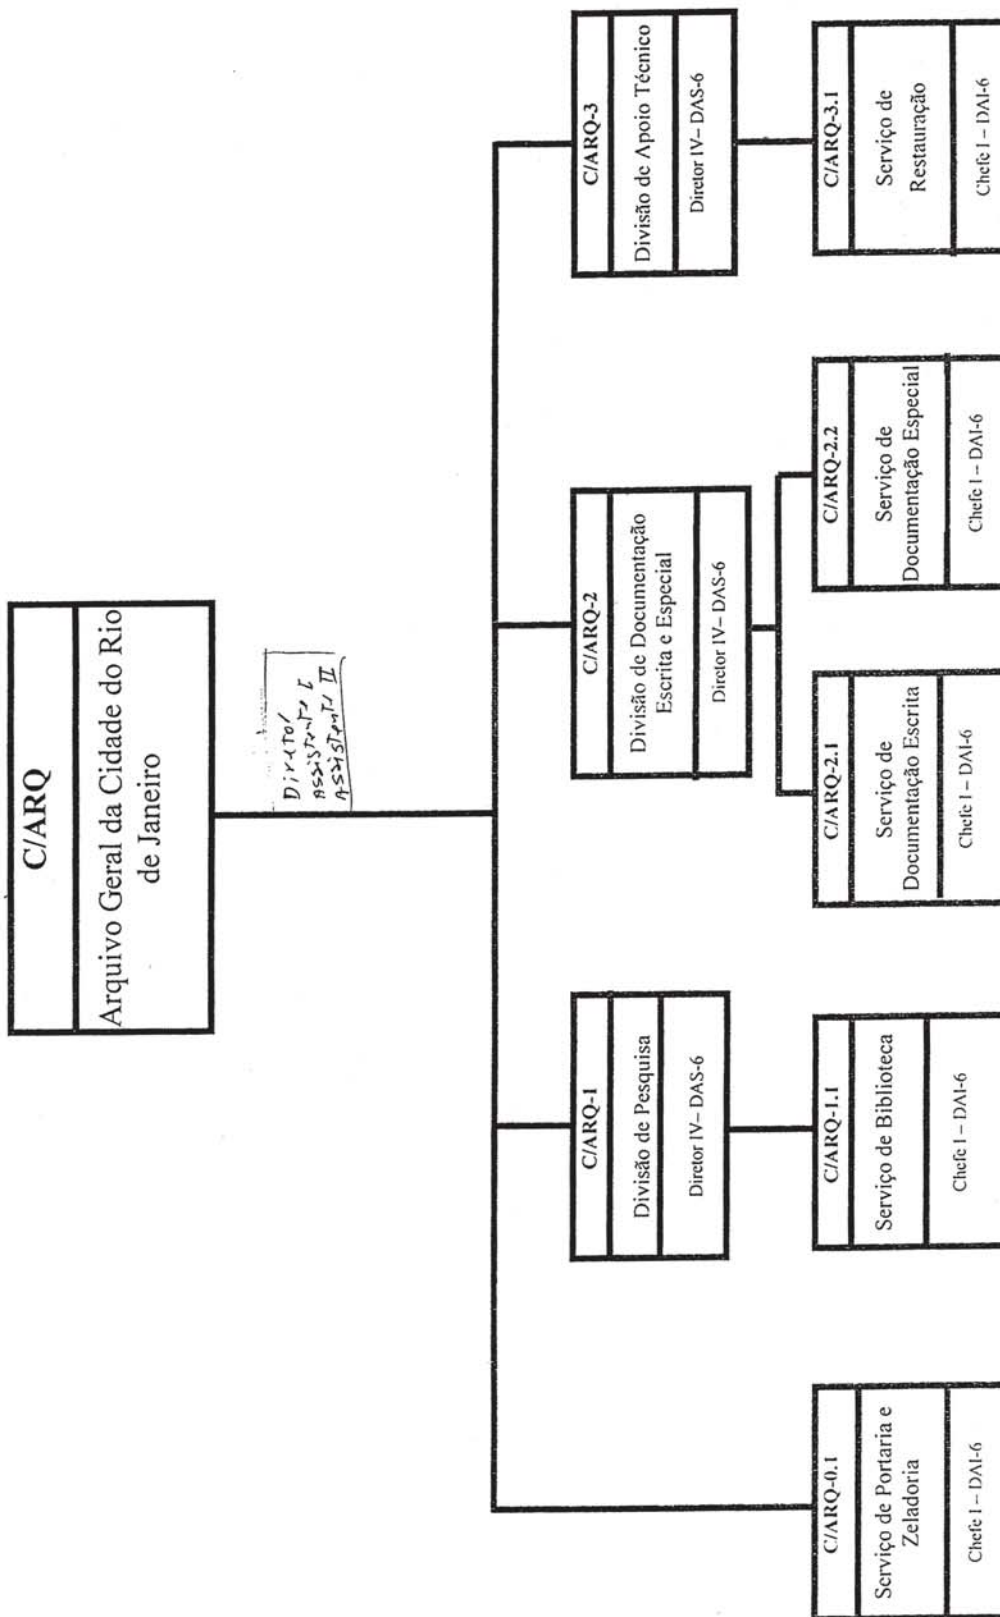 C/ARQ
Arquivo Geral da Cidade do Rio
de Janeiro
Diretor
Assistente I
Assistente II
C/ARQ-1
Divisão de Pesquisa
Diretor IV– DAS-6
C/ARQ-2
Divisão de Documentação
Escrita e Especial
Diretor IV– DAS-6
C/ARQ-3
Divisão de Apoio Técnico
Diretor IV– DAS-6
C/ARQ-0.1
Serviço de Portaria e
Zeladoria
Chefe I – DAI-6
C/ARQ-1.1
Serviço de Biblioteca
Chefe I – DAI-6
C/ARQ-2.1
Serviço de
Documentação Escrita
Chefe I – DAI-6
C/ARQ-2.2
Serviço de
Documentação Especial
Chefe I – DAI-6
C/ARQ-3.1
Serviço de
Restauração
Chefe I – DAI-6